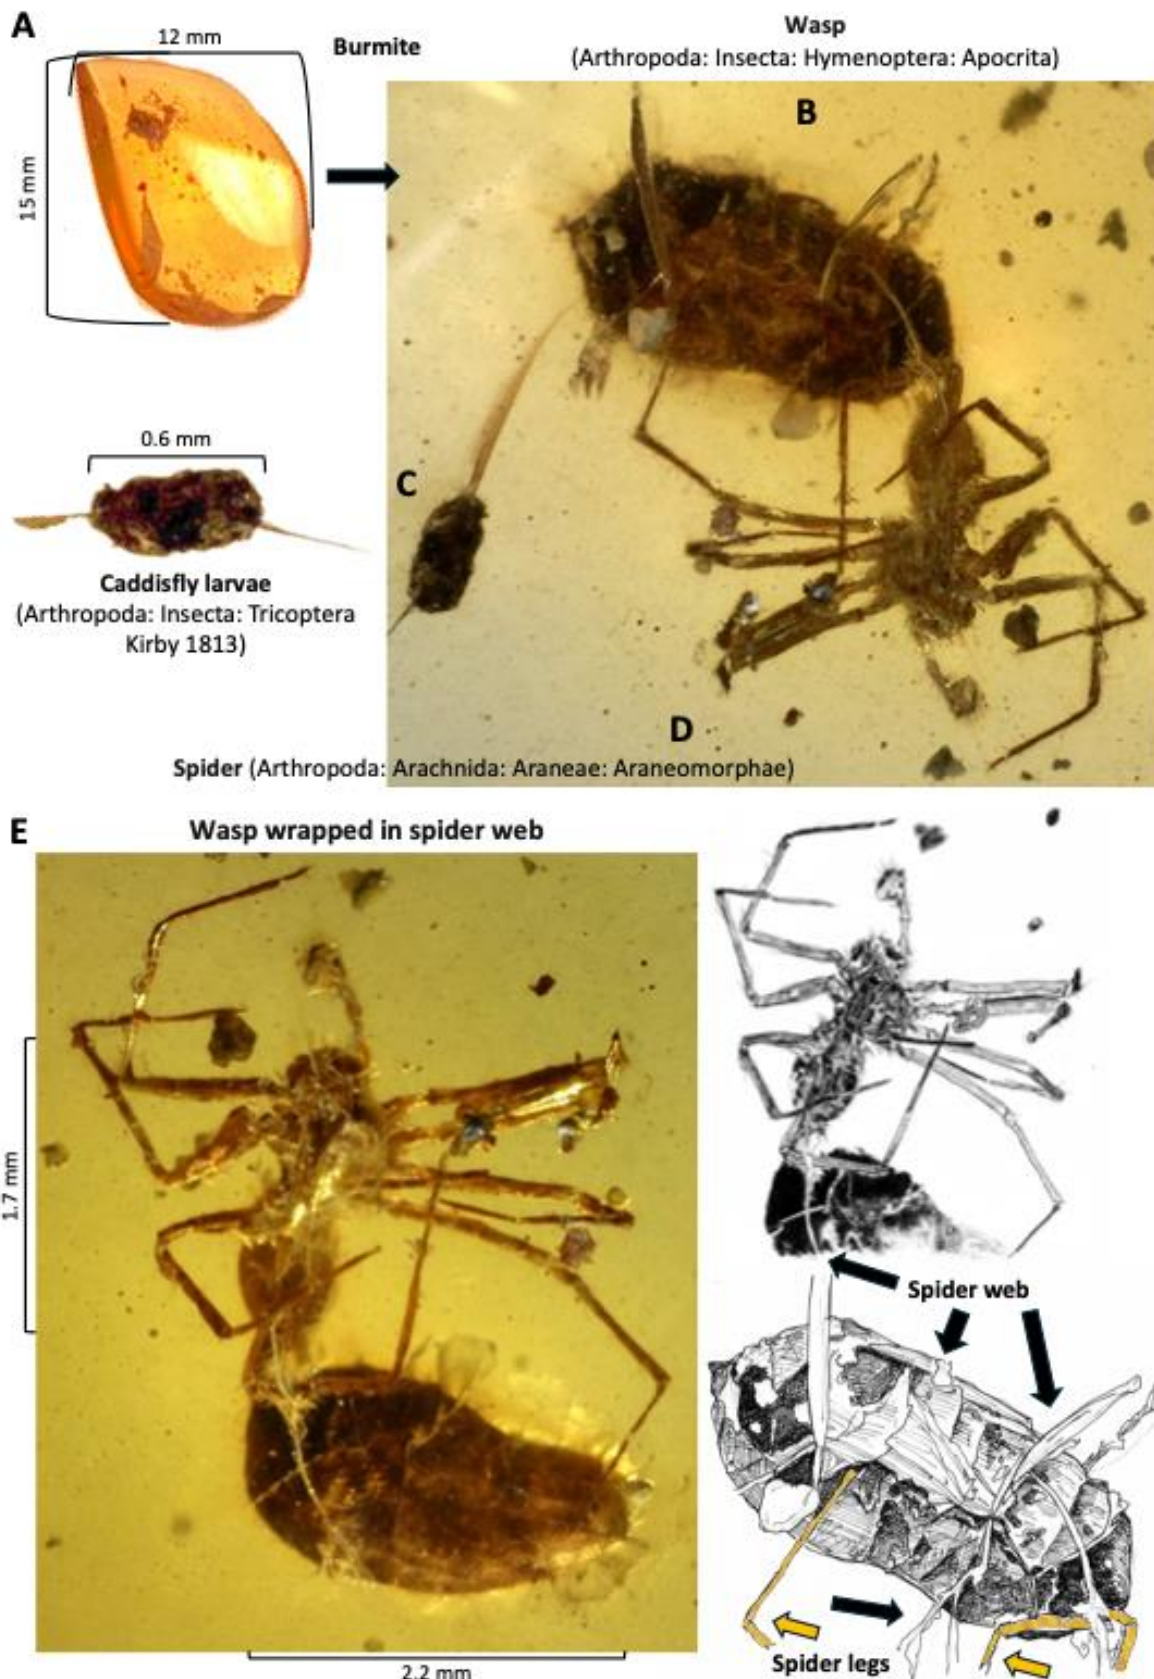 A
12 mm
Burmite
15 mm
Wasp
(Arthropoda: Insecta: Hymenoptera: Apocrita)
B
0.6 mm
C
Caddisfly larvae
(Arthropoda: Insecta: Tricoptera
Kirby 1813)
D
Spider (Arthropoda: Arachnida: Araneae: Araneomorphae)
E
Wasp wrapped in spider web
1.7 mm
2.2 mm
Spider web
Spider legs